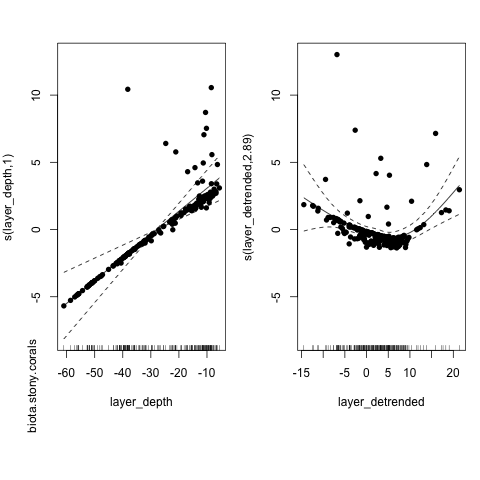 biota.stony.corals
s(layer_depth,1)
10
5
0
-5
-60 -50 -40 -30 -20 -10
layer_depth
s(layer_detrended,2.89)
10
5
0
-5
-15 -5 0 5 10 20
layer_detrended